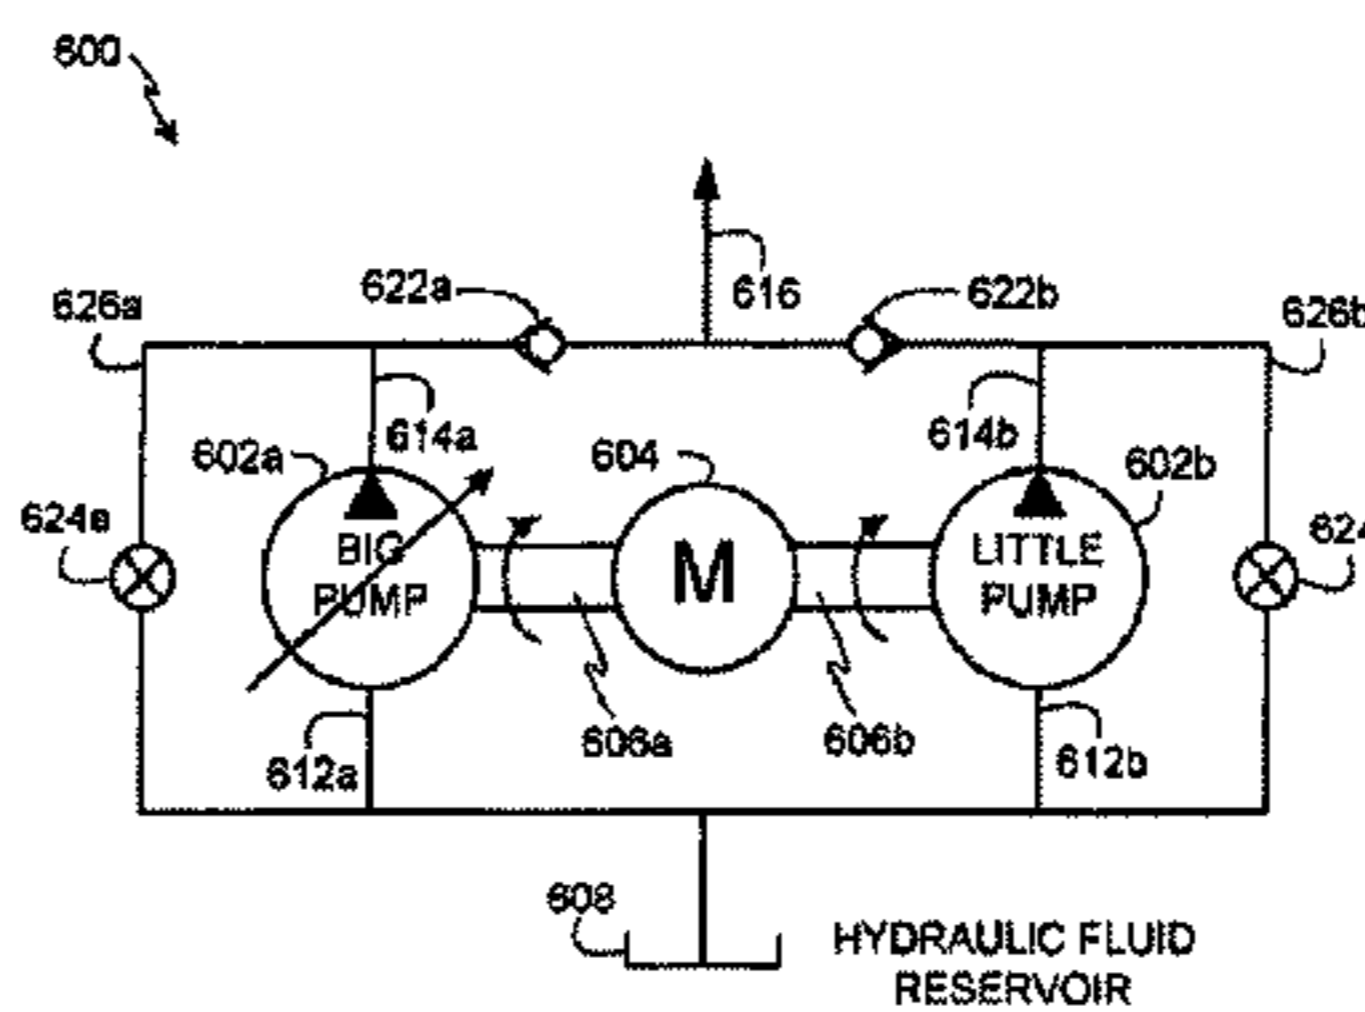 600
616
622a
622b
626a
626b
614a
614b
602a
604
602b
624a
624
BIG
PUMP
M
LITTLE
PUMP
606a
606b
612a
612b
608
HYDRAULIC FLUID
RESERVOIR